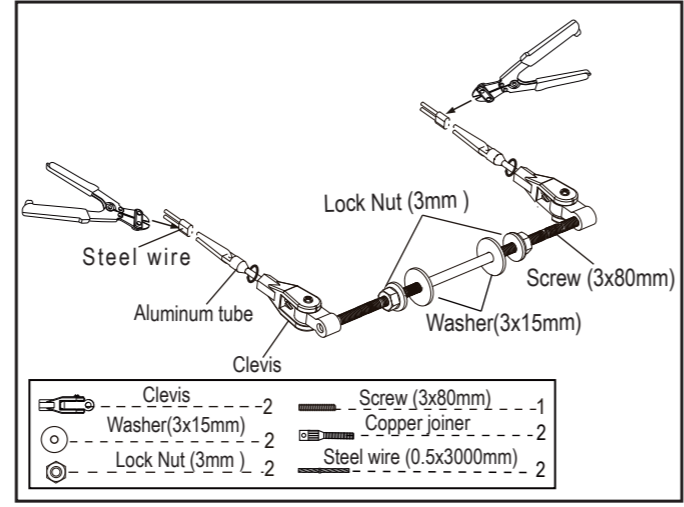 Lock Nut (3mm )
Steel wire
Screw (3x80mm)
Aluminum tube
Washer(3x15mm)
Clevis
Clevis 2
Washer(3x15mm) 2
Lock Nut (3mm ) 2
Screw (3x80mm) 1
Copper joiner 2
Steel wire (0.5x3000mm) 2